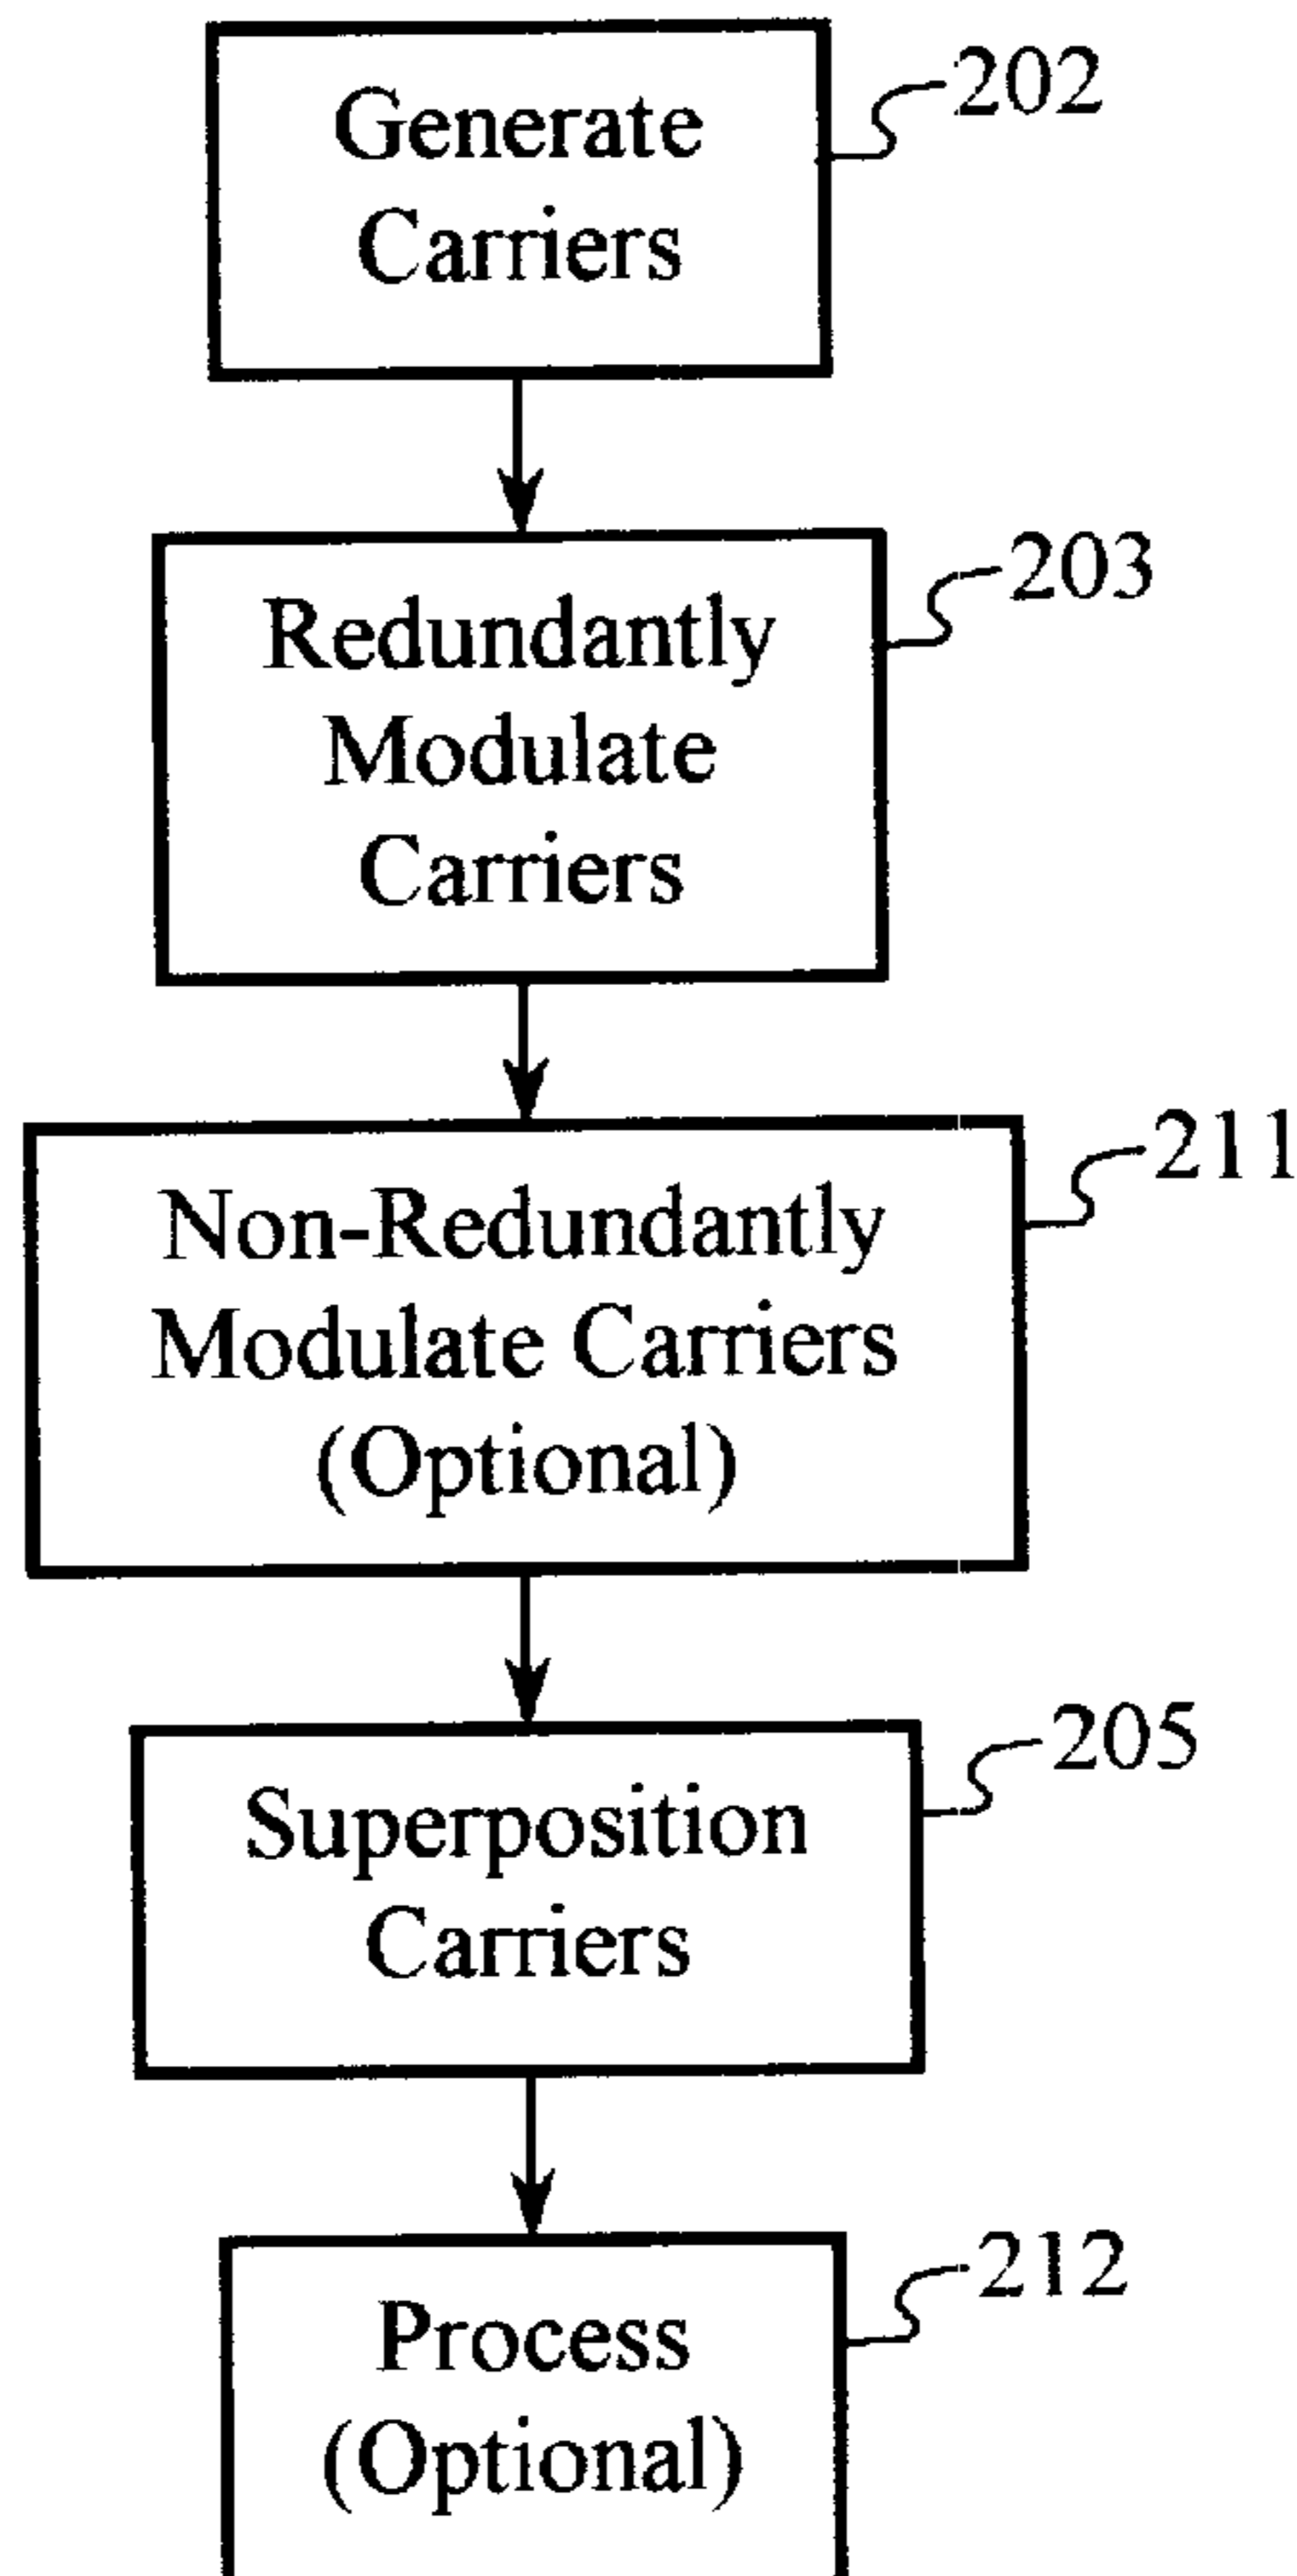 Generate
Carriers
202
Redundantly
Modulate
Carriers
203
Non-Redundantly
Modulate Carriers
(Optional)
211
Superposition
Carriers
205
Process
(Optional)
212